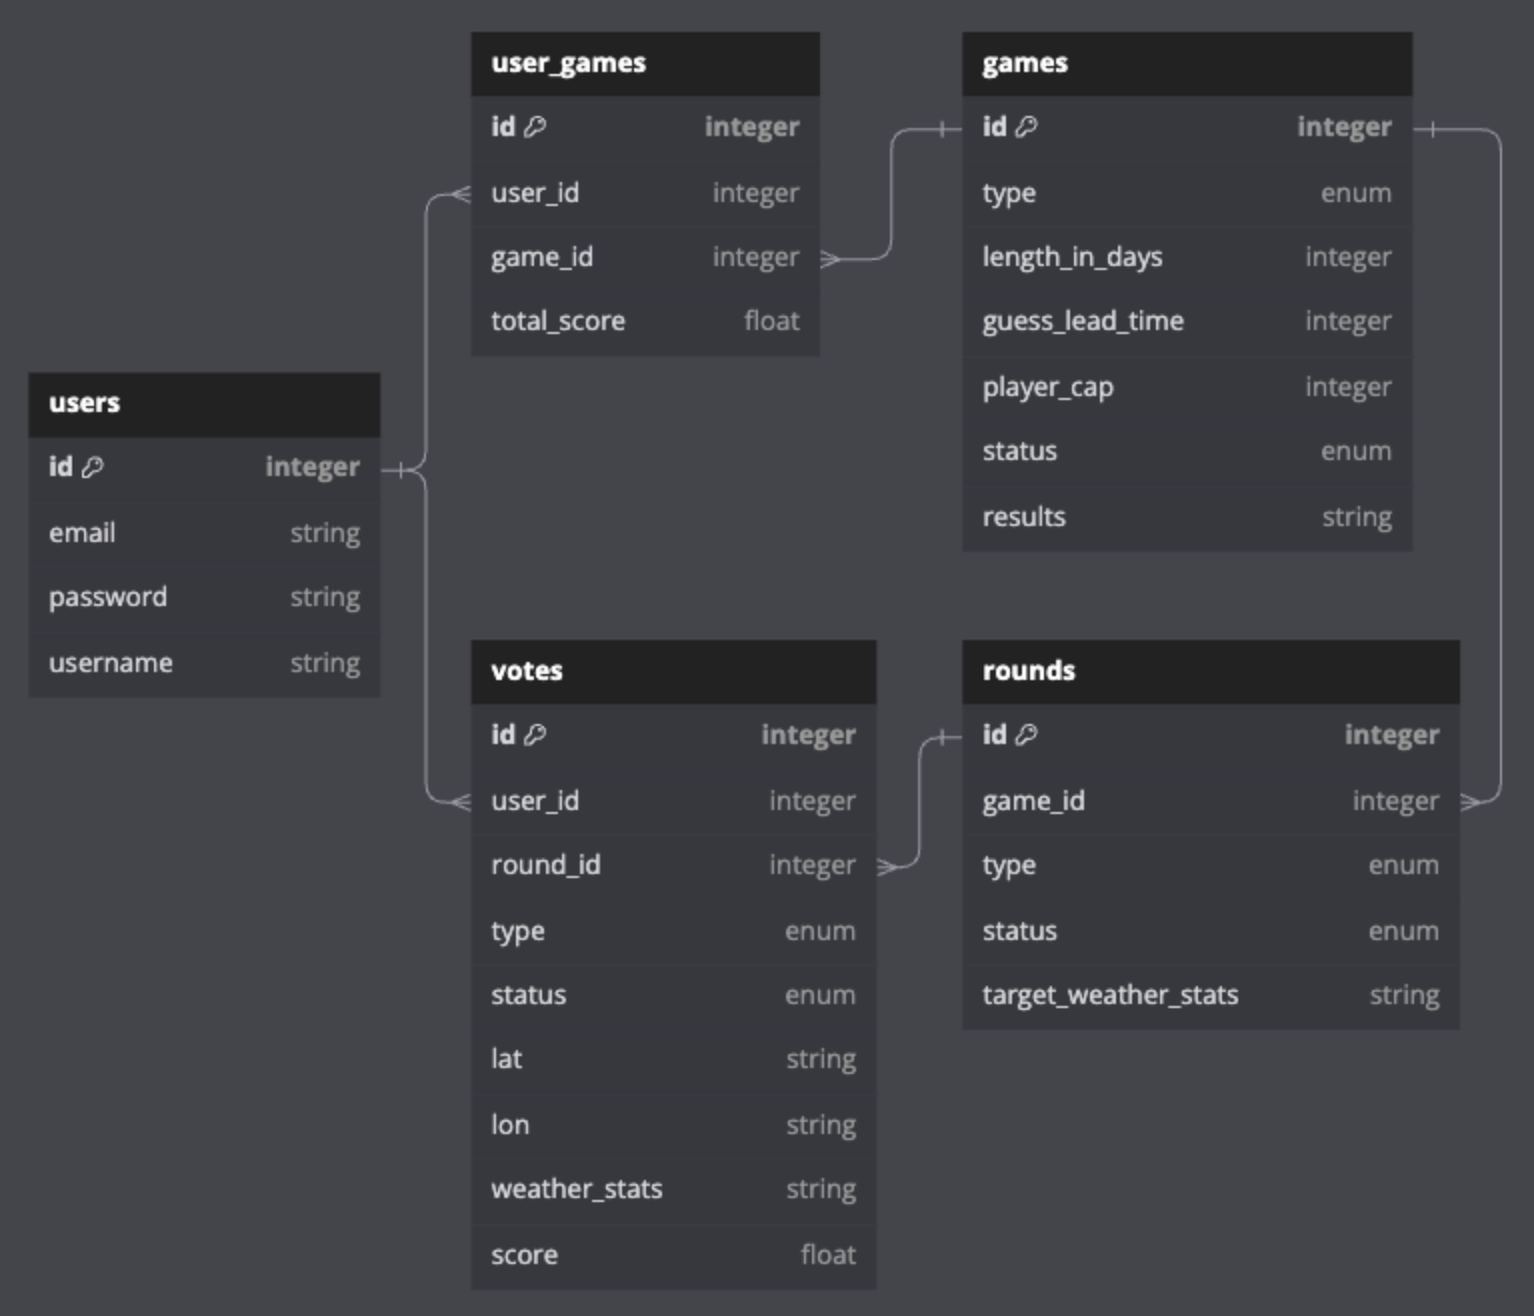 user_games
id integer
user_id integer
game_id integer
total_score float
games
id integer
type enum
length_in_days integer
guess_lead_time integer
player_cap integer
status enum
results string
users
id integer
email string
password string
username string
votes
id integer
user_id integer
round_id integer
type enum
status enum
lat string
lon string
weather_stats string
score float
rounds
id integer
game_id integer
type enum
status enum
target_weather_stats string